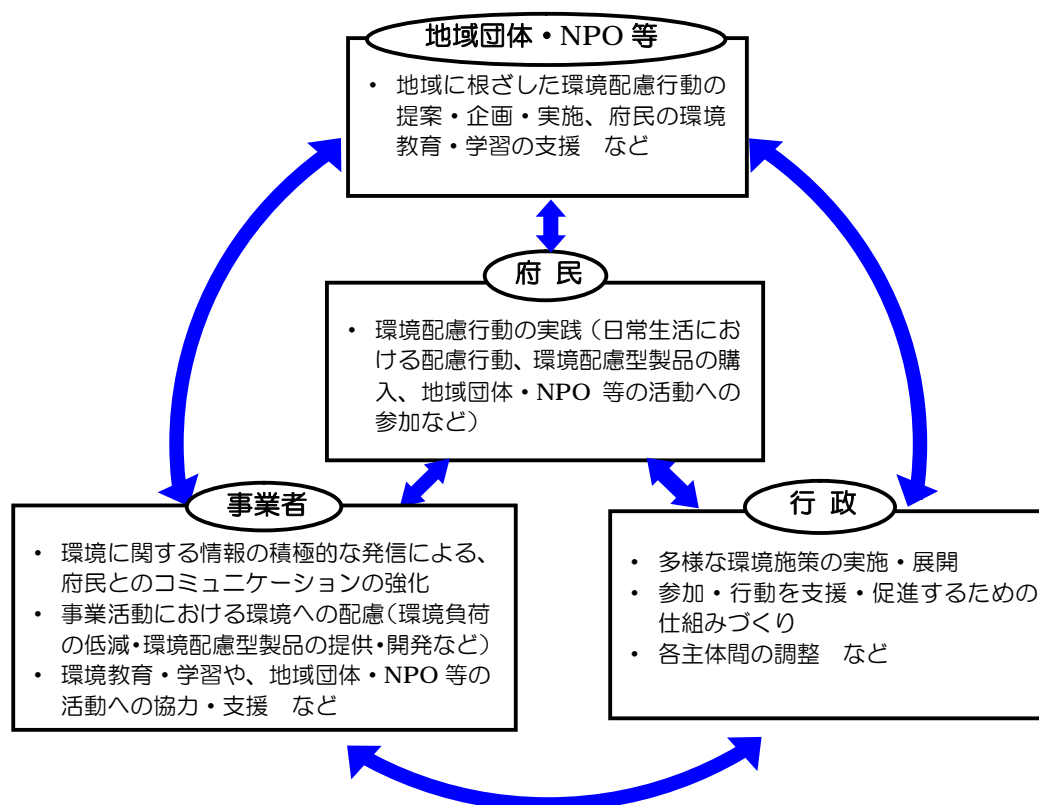 地域団体・NPO 等
・ 地域に根ざした環境配慮行動の
提案・企画・実施、府民の環境
教育・学習の支援　など
府 民
・ 環境配慮行動の実践（日常生活にお
ける配慮行動、環境配慮型製品の購
入、地域団体・NPO 等の活動への
参加など）
事業者
・ 環境に関する情報の積極的な発信による、
府民とのコミュニケーションの強化
・ 事業活動における環境への配慮（環境負荷
の低減・環境配慮型製品の提供・開発など）
・ 環境教育・学習や、地域団体・NPO 等の
活動への協力・支援　など
行 政
・ 多様な環境施策の実施・展開
・ 参加・行動を支援・促進するための
仕組みづくり
・ 各主体間の調整　など